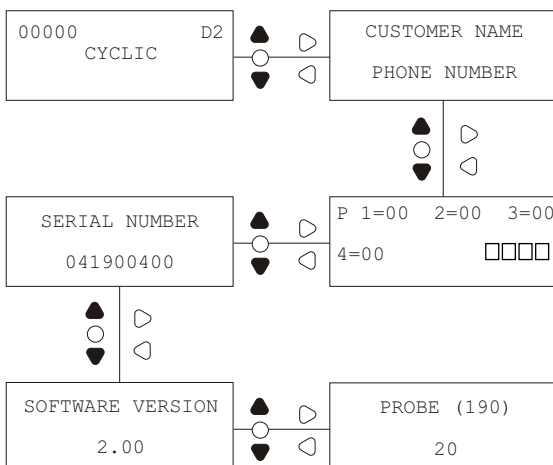 00000 D2
CYCLIC
CUSTOMER NAME
PHONE NUMBER
SERIAL NUMBER
041900400
P 1=00 2=00 3=00
4=00
SOFTWARE VERSION
2.00
PROBE (190)
20